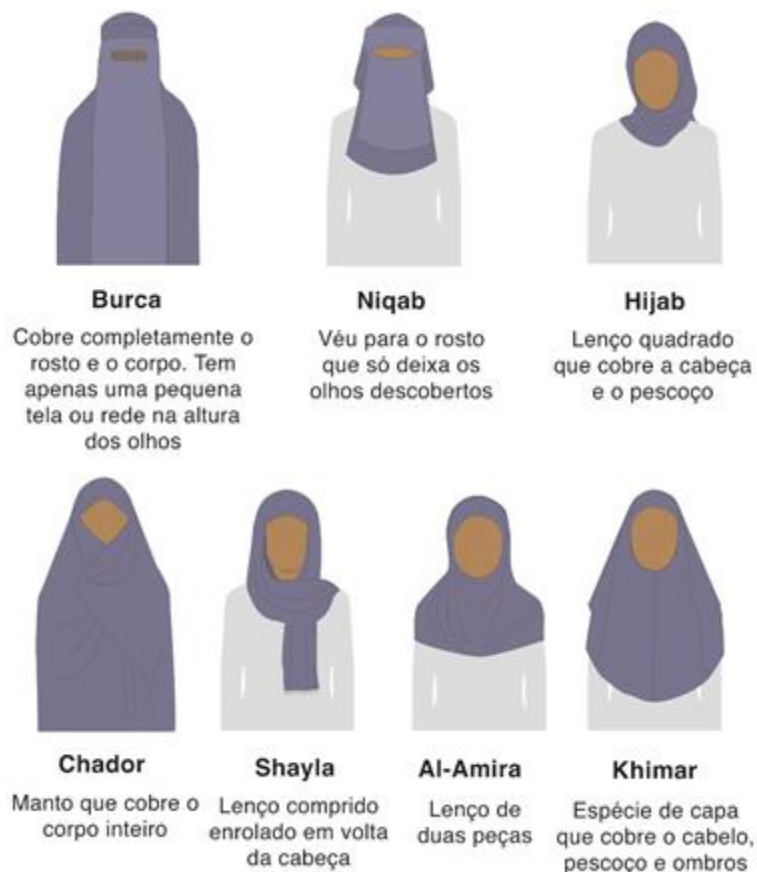 Burca
Cobre completamente o
rosto e o corpo. Tem
apenas uma pequena
tela ou rede na altura
dos olhos
Niqab
Véu para o rosto
que só deixa os
olhos descobertos
Hijab
Lenço quadrado
que cobre a cabeça
e o pescoço
Chador
Manto que cobre o
corpo inteiro
Shayla
Lenço comprido
enrolado em volta
da cabeça
Al-Amira
Lenço de
duas peças
Khimar
Espécie de capa
que cobre o cabelo,
pescoço e ombros